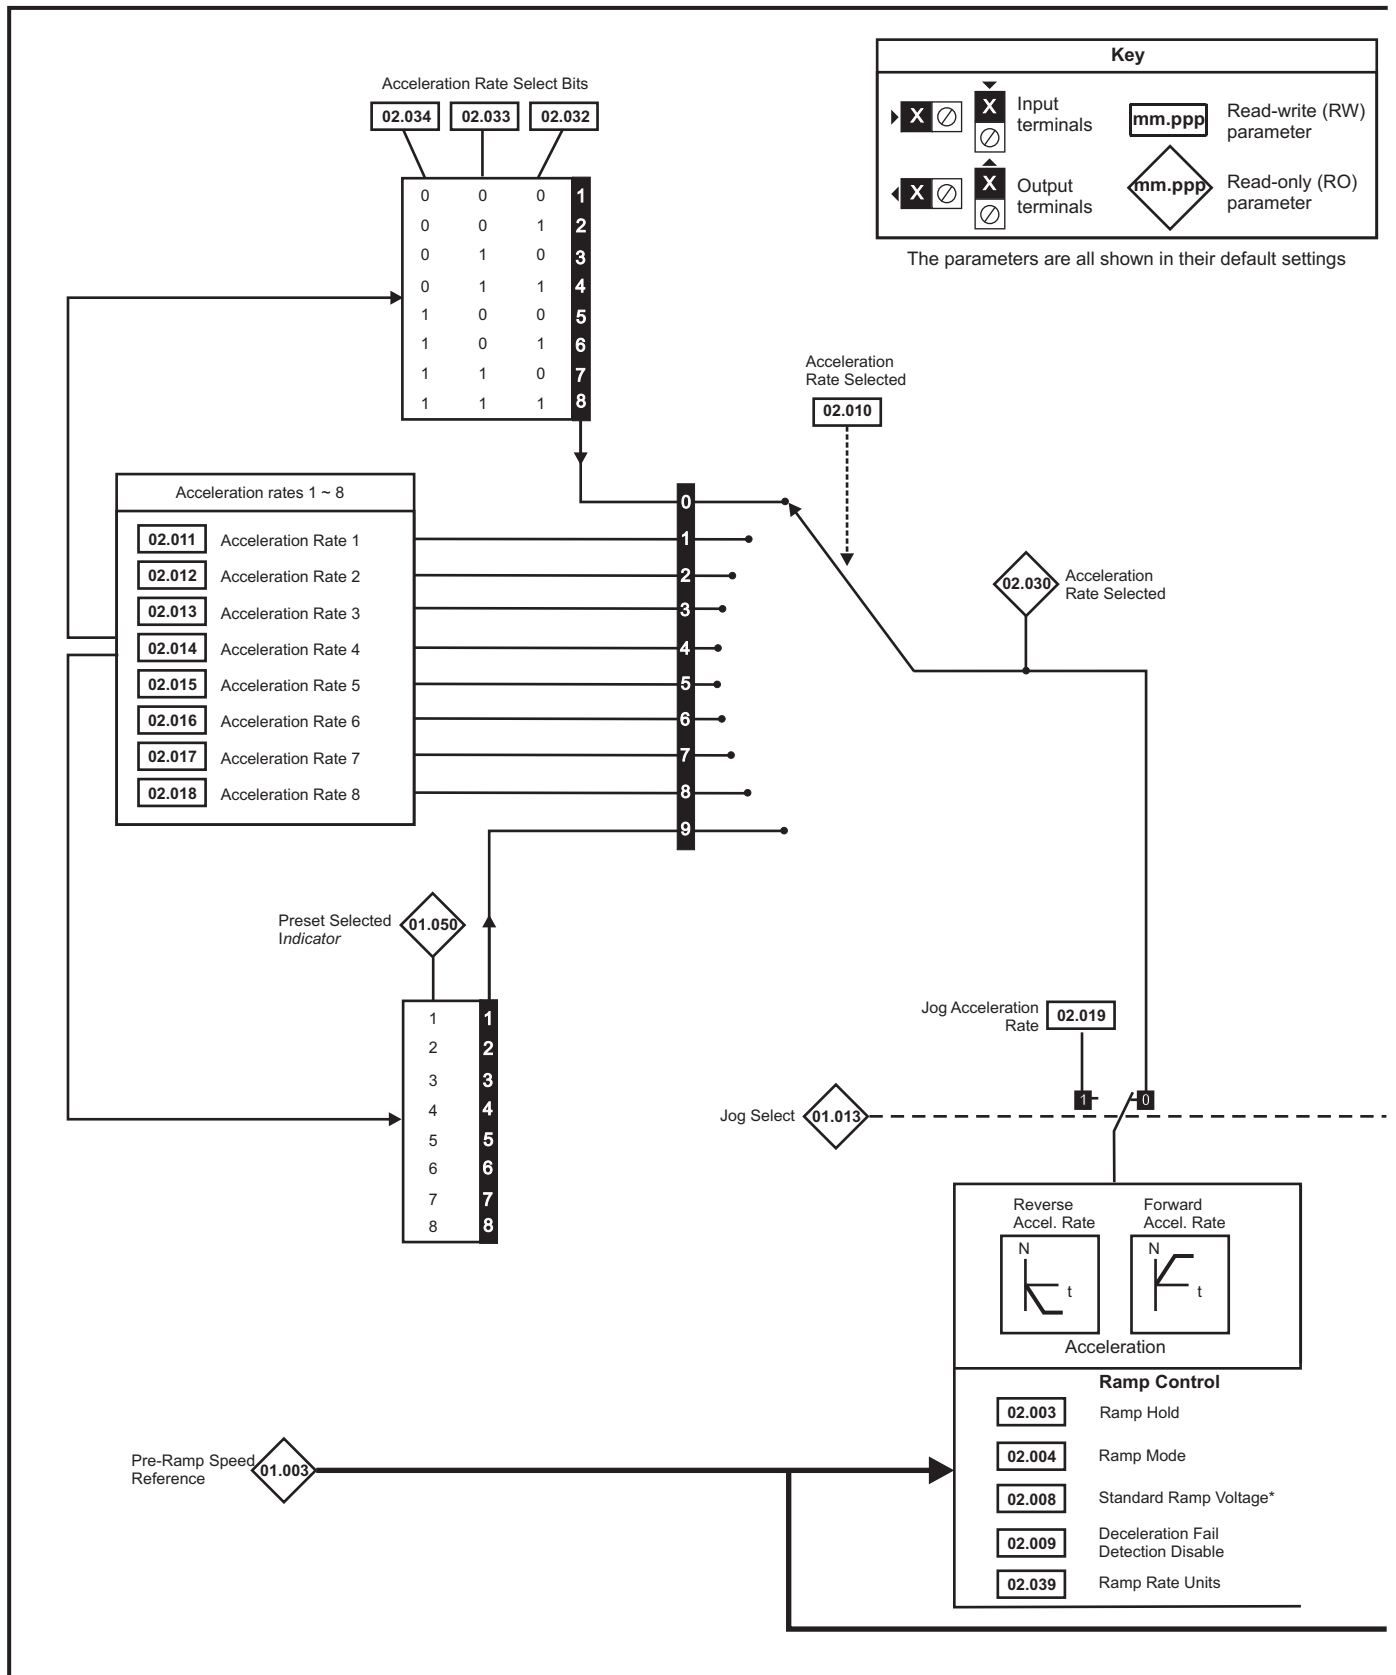 Key
X
X
Input
terminals
mm.ppp
Read-write (RW)
parameter
X
X
Output
terminals
mm.ppp
Read-only (RO)
parameter
The parameters are all shown in their default settings
Acceleration Rate Select Bits
02.034 02.033 02.032
0 0 0 1
0 0 1 2
0 1 0 3
0 1 1 4
1 0 0 5
1 0 1 6
1 1 0 7
1 1 1 8
Acceleration
Rate Selected
02.010
Acceleration rates 1 ~ 8
02.011 Acceleration Rate 1
02.012 Acceleration Rate 2
02.013 Acceleration Rate 3
02.014 Acceleration Rate 4
02.015 Acceleration Rate 5
02.016 Acceleration Rate 6
02.017 Acceleration Rate 7
02.018 Acceleration Rate 8
0
1
2
3
4
5
6
7
8
9
02.030
Acceleration
Rate Selected
Preset Selected
Indicator
01.050
1 1
2 2
3 3
4 4
5 5
6 6
7 7
8 8
Jog Acceleration
Rate
02.019
1 0
Jog Select
01.013
Reverse
Accel. Rate
N
t
Forward
Accel. Rate
N
t
Acceleration
Ramp Control
02.003 Ramp Hold
02.004 Ramp Mode
02.008 Standard Ramp Voltage*
02.009 Deceleration Fail
Detection Disable
02.039 Ramp Rate Units
Pre-Ramp Speed
Reference
01.003